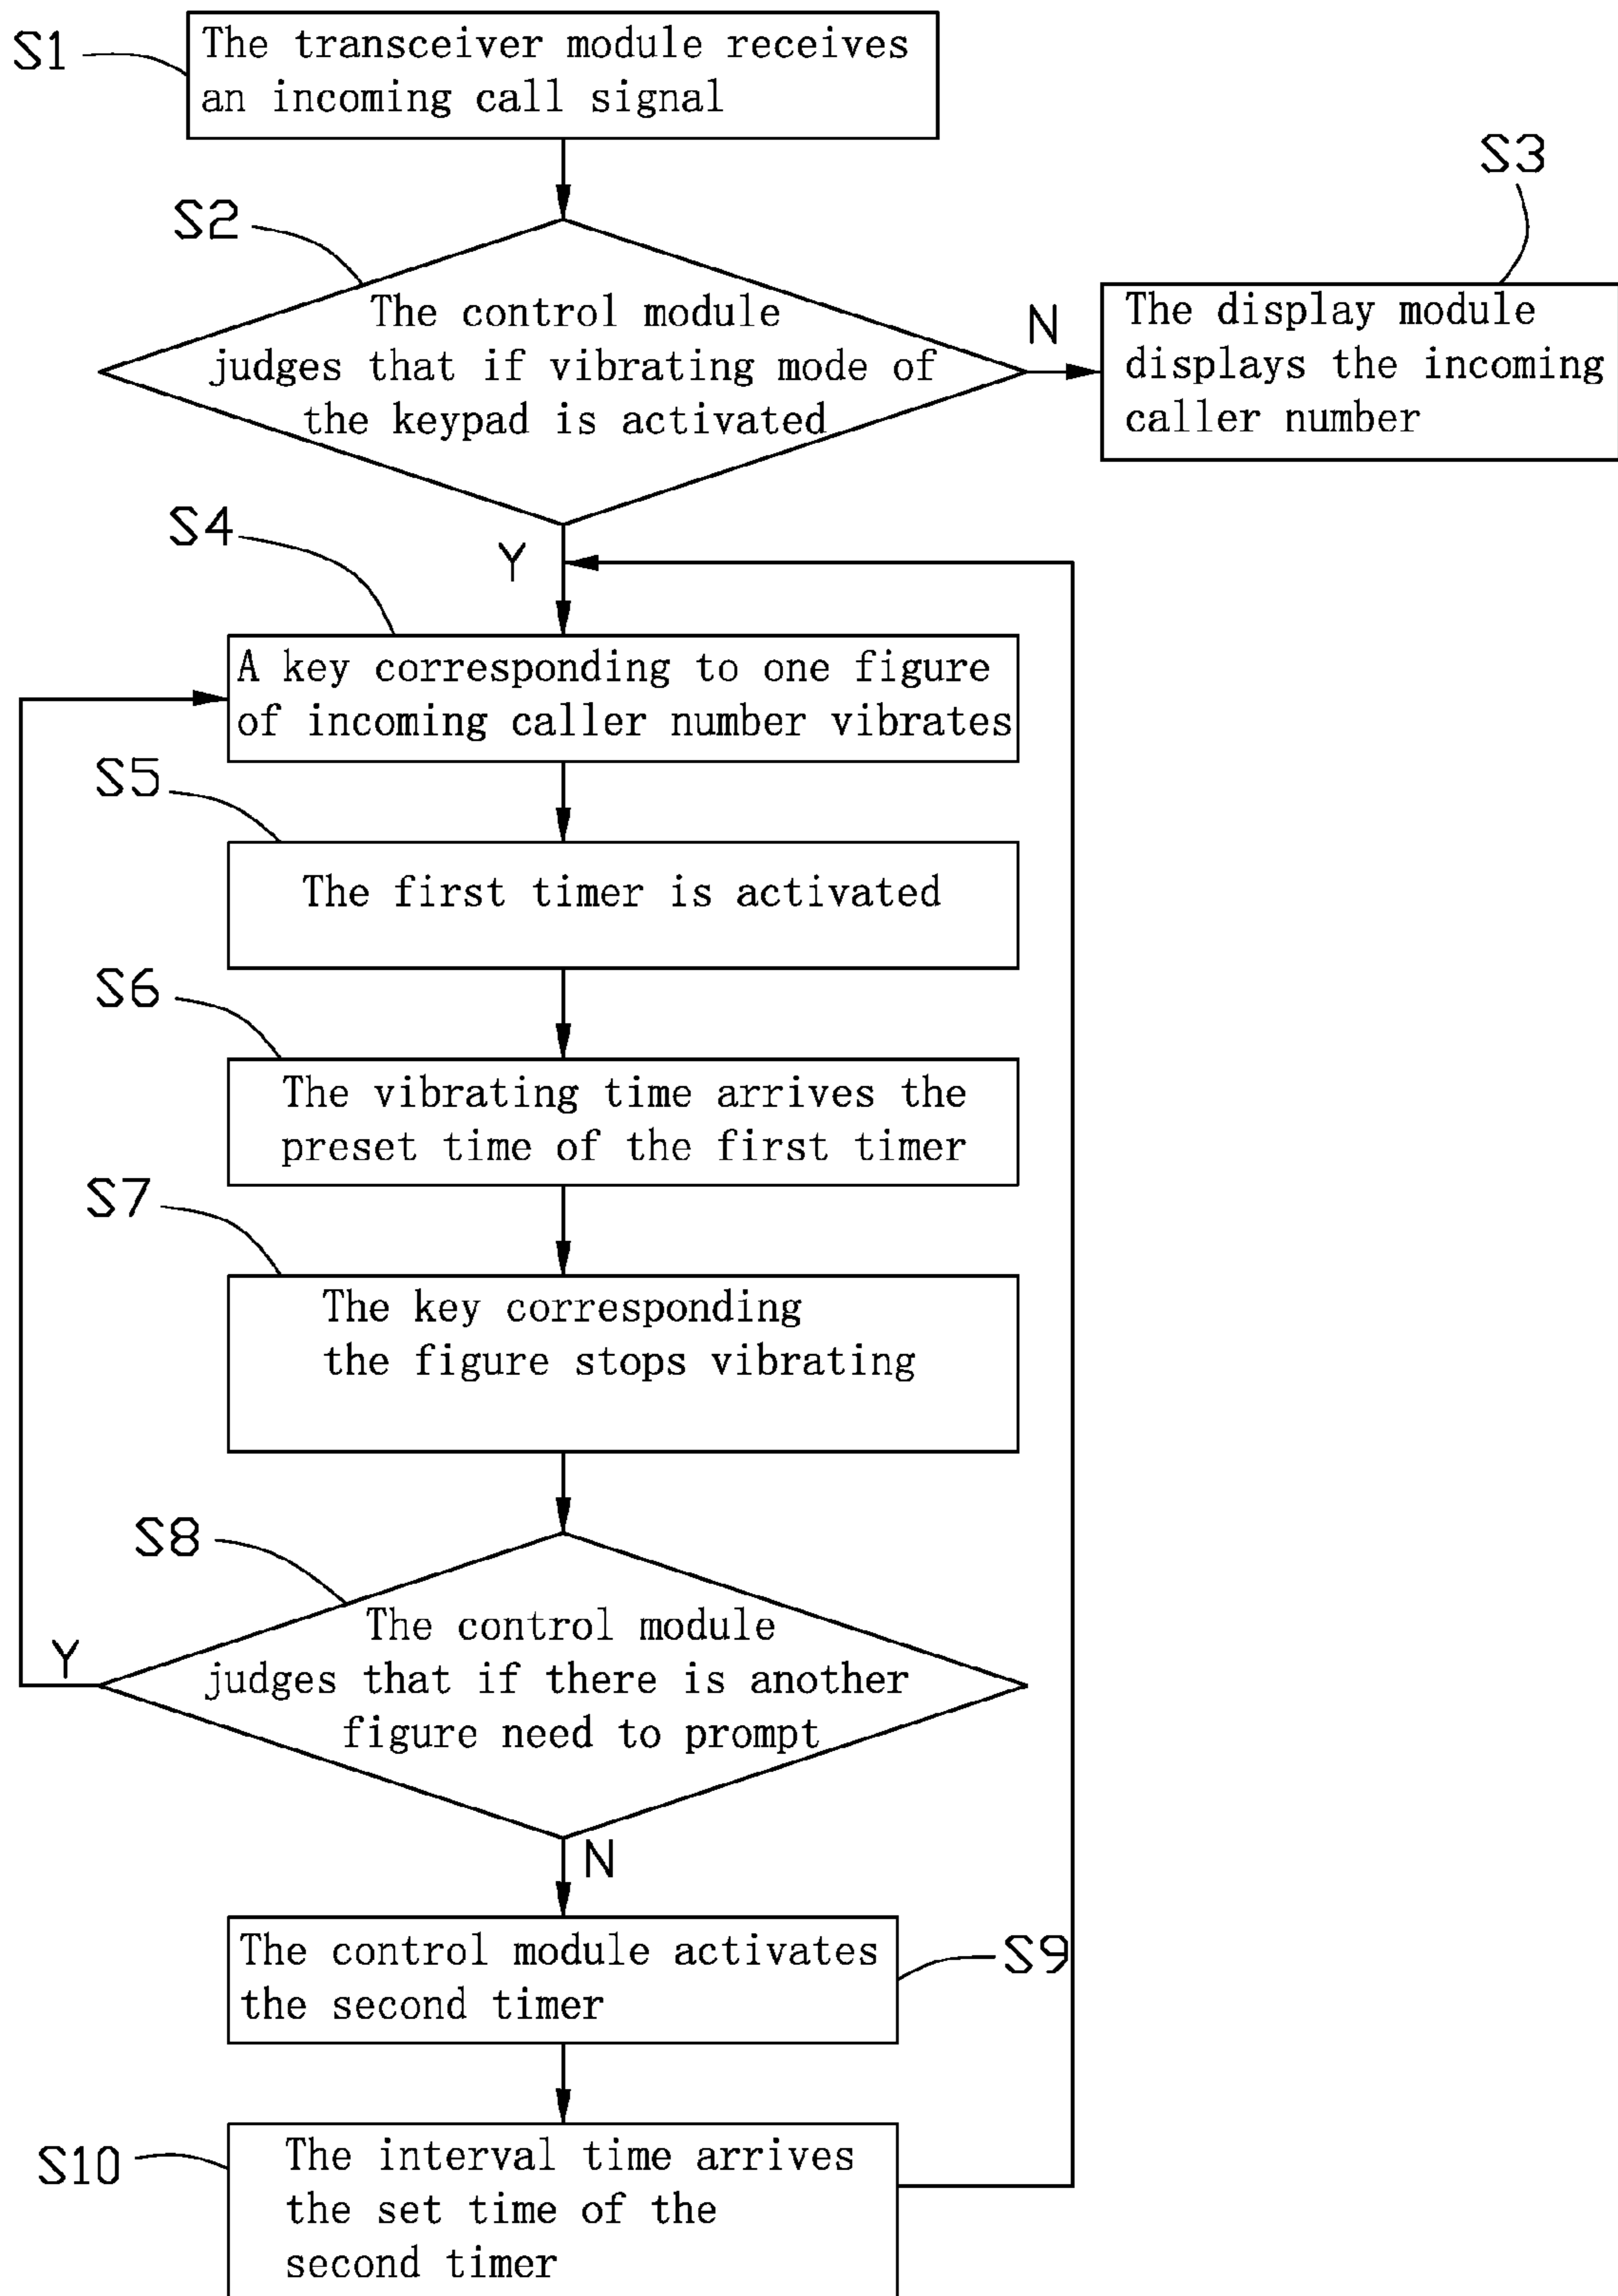 S1
The transceiver module receives
an incoming call signal
S2
The control module
judges that if vibrating mode of
the keypad is activated
N
S3
The display module
displays the incoming
caller number
Y
S4
A key corresponding to one figure
of incoming caller number vibrates
S5
The first timer is activated
S6
The vibrating time arrives the
preset time of the first timer
S7
The key corresponding
the figure stops vibrating
S8
The control module
judges that if there is another
figure need to prompt
Y
N
The control module activates
the second timer
S9
S10
The interval time arrives
the set time of the
second timer